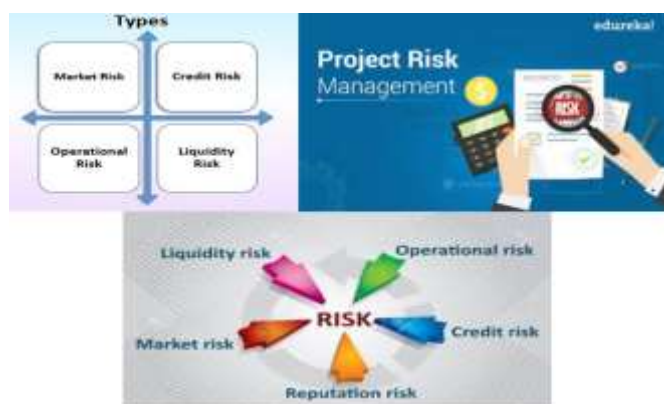 Types
Market Risk
Credit Risk
Operational
Risk
Liquidity
Risk
edureka!
Project Risk
Management
RISK
Liquidity risk
Operational risk
RISK
Market risk
Credit risk
Reputation risk